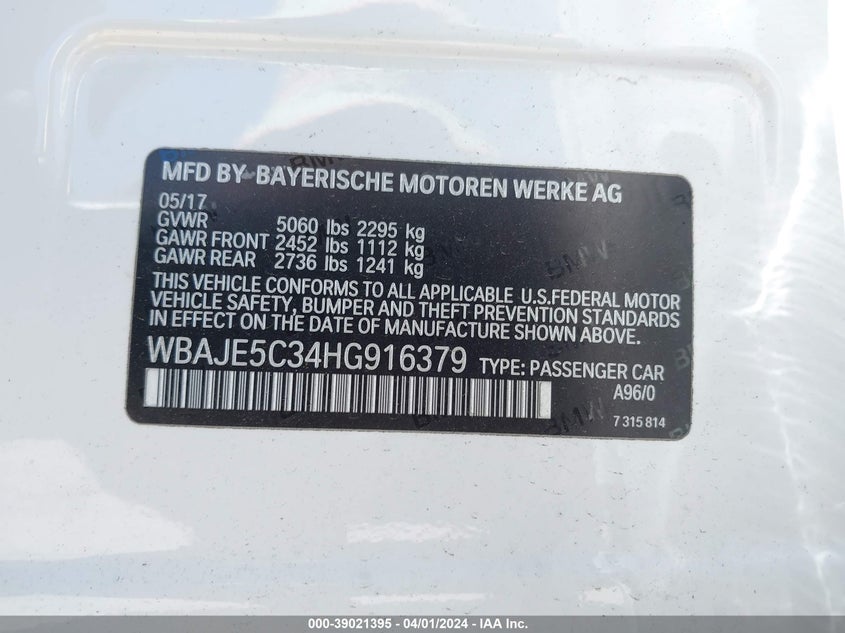 MFD BY- BAYERISCHE MOTOREN WERKE AG
05/17
GVWR 5060 lbs 2295 kg
GAWR FRONT 2452 lbs 1112 kg
GAWR REAR 2736 lbs 1241 kg
THIS VEHICLE CONFORMS TO ALL APPLICABLE U.S.FEDERAL MOTOR
VEHICLE SAFETY, BUMPER AND THEFT PREVENTION STANDARDS
IN EFFECT ON THE DATE OF MANUFACTURE SHOWN ABOVE.
WBAJE5C34HG916379 TYPE: PASSENGER CAR
A96/0
7 315 814
000-39021395 - 04/01/2024 - IAA Inc.